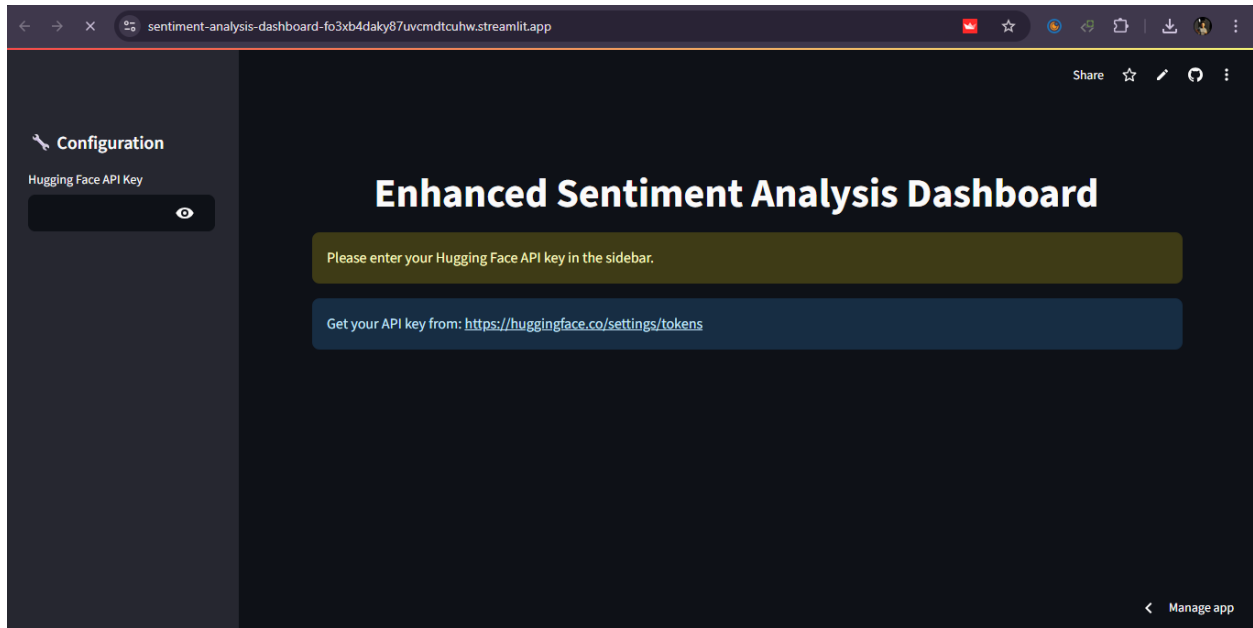 sentiment-analysis-dashboard-fo3xb4daky87uvcmdtcuhw.streamlit.app
Share
Configuration
Hugging Face API Key
Enhanced Sentiment Analysis Dashboard
Please enter your Hugging Face API key in the sidebar.
Get your API key from: https://huggingface.co/settings/tokens
Manage app